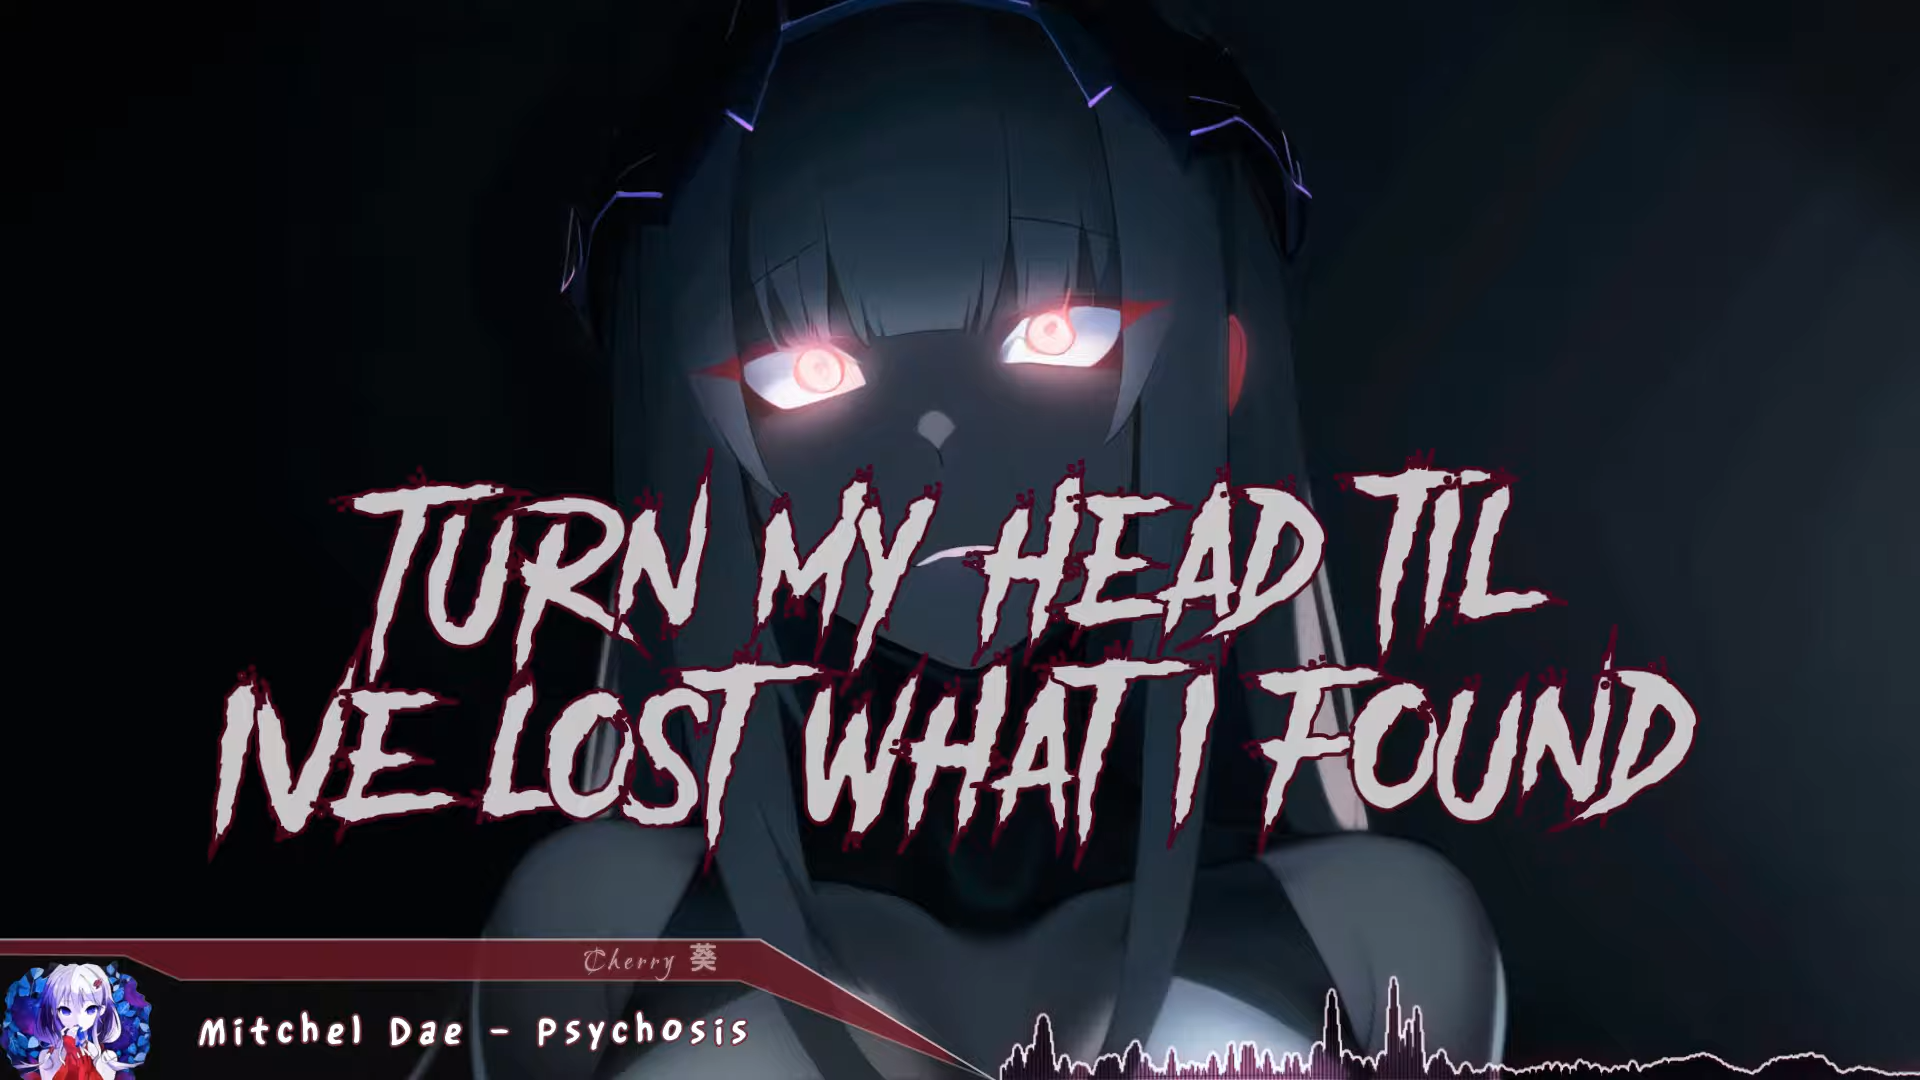 TURN MY HEAD TIL
IVE LOST WHAT I FOUND
Cherry 葵
Mitchel Dae - Psychosis